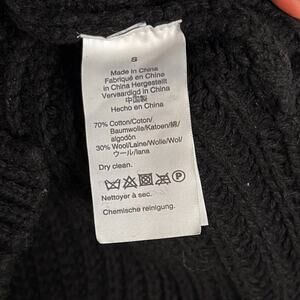 S
Made in China
Fabriqué en China
in China Hergestellt
Vervaardigd in China
中国製
Hecho en China
70% Cotton/Coton/
Baumwolle/Katoen/綿/
algodón
30% Wool/Laine/Wolle/Wol/
ウール/lana
Dry clean.
P
Nettoyer à sec.
Chemische reinigung.